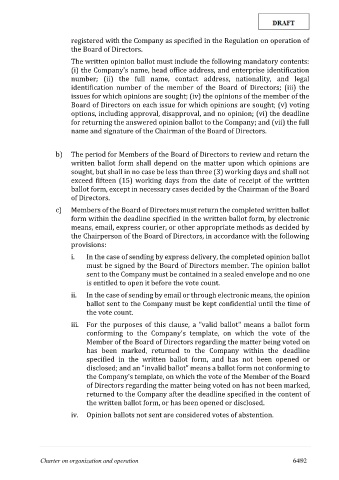 DRAFT
registered with the Company as specified in the Regulation on operation of
the Board of Directors.
The written opinion ballot must include the following mandatory contents:
(i) the Company's name, head office address, and enterprise identification
number; (ii) the full name, contact address, nationality, and legal
identification number of the member of the Board of Directors; (iii) the
issues for which opinions are sought; (iv) the opinions of the member of the
Board of Directors on each issue for which opinions are sought; (v) voting
options, including approval, disapproval, and no opinion; (vi) the deadline
for returning the answered opinion ballot to the Company; and (vii) the full
name and signature of the Chairman of the Board of Directors.
b) The period for Members of the Board of Directors to review and return the
written ballot form shall depend on the matter upon which opinions are
sought, but shall in no case be less than three (3) working days and shall not
exceed fifteen (15) working days from the date of receipt of the written
ballot form, except in necessary cases decided by the Chairman of the Board
of Directors.
c) Members of the Board of Directors must return the completed written ballot
form within the deadline specified in the written ballot form, by electronic
means, email, express courier, or other appropriate methods as decided by
the Chairperson of the Board of Directors, in accordance with the following
provisions:
i. In the case of sending by express delivery, the completed opinion ballot
must be signed by the Board of Directors member. The opinion ballot
sent to the Company must be contained in a sealed envelope and no one
is entitled to open it before the vote count.
ii. In the case of sending by email or through electronic means, the opinion
ballot sent to the Company must be kept confidential until the time of
the vote count.
iii. For the purposes of this clause, a "valid ballot" means a ballot form
conforming to the Company's template, on which the vote of the
Member of the Board of Directors regarding the matter being voted on
has been marked, returned to the Company within the deadline
specified in the written ballot form, and has not been opened or
disclosed; and an "invalid ballot" means a ballot form not conforming to
the Company's template, on which the vote of the Member of the Board
of Directors regarding the matter being voted on has not been marked,
returned to the Company after the deadline specified in the content of
the written ballot form, or has been opened or disclosed.
iv. Opinion ballots not sent are considered votes of abstention.
Charter on organization and operation 6492